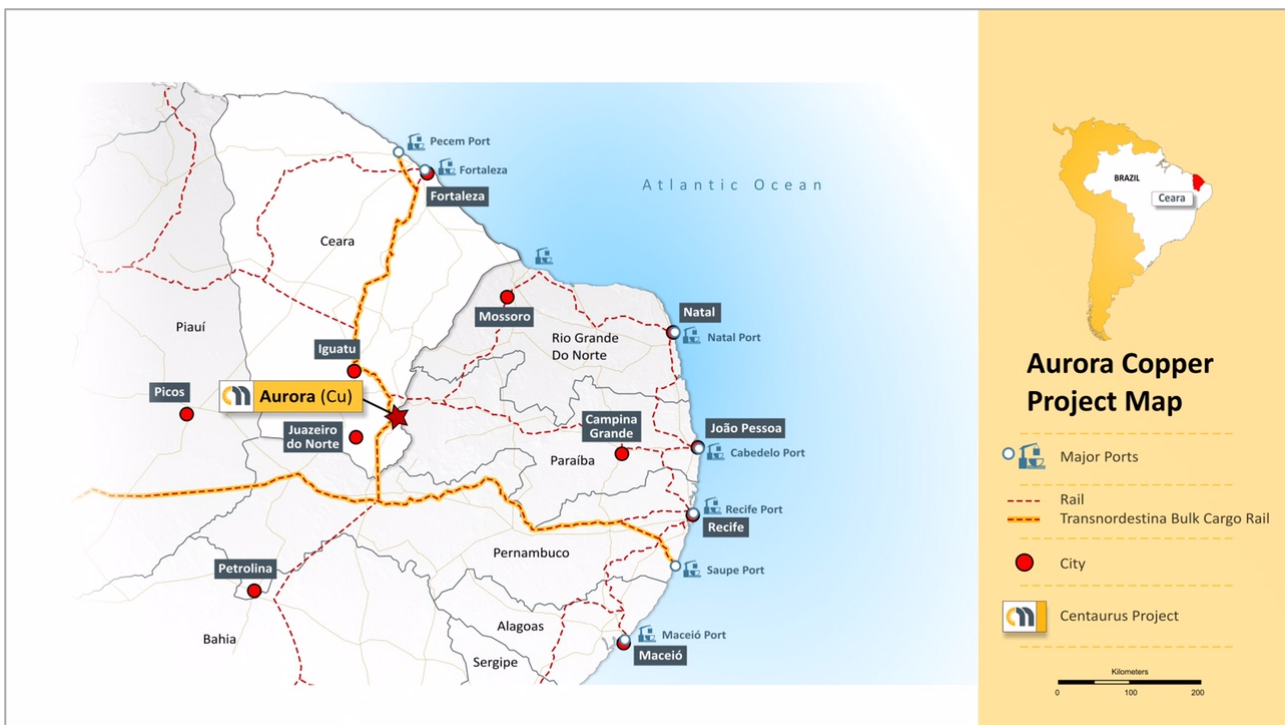 Pecem Port
Fortaleza
Fortaleza
Atlantic Ocean
Ceara
Piauí
Mossoro
Natal
Natal Port
Rio Grande
Do Norte
Iguatu
Picos
Aurora (Cu)
Juazeiro
do Norte
Campina
Grande
João Pessoa
Cabedelo Port
Paraíba
Recife Port
Recife
Pernambuco
Saupe Port
Petrolina
Bahia
Alagoas
Maceió Port
Maceió
Sergipe
BRAZIL
Ceara
Aurora Copper
Project Map
Major Ports
Rail
Transnordestina Bulk Cargo Rail
City
Centaurus Project
Kilometers
0 100 200